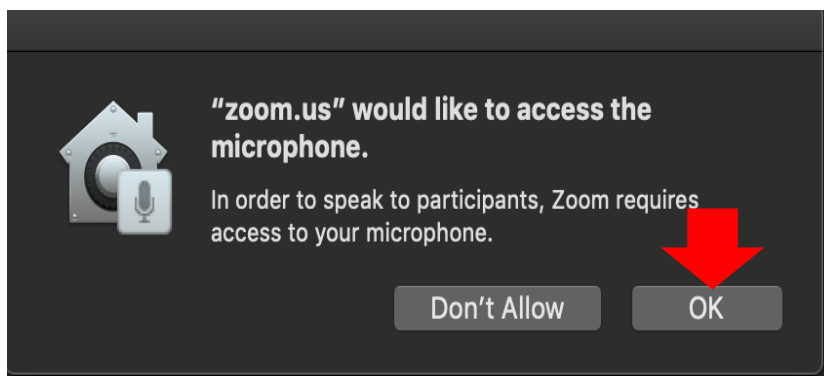 “zoom.us” would like to access the
microphone.
In order to speak to participants, Zoom requires
access to your microphone.
Don’t Allow
OK